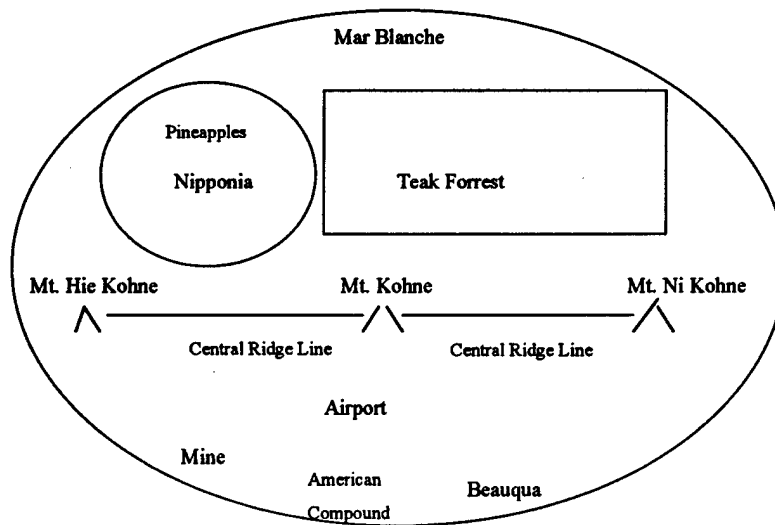 Mar Blanche
Pineapples
Nipponia
Teak Forrest
Mt. Hie Kohne
Mt. Kohne
Mt. Ni Kohne
Central Ridge Line
Central Ridge Line
Airport
Mine
American
Compound
Beauqua